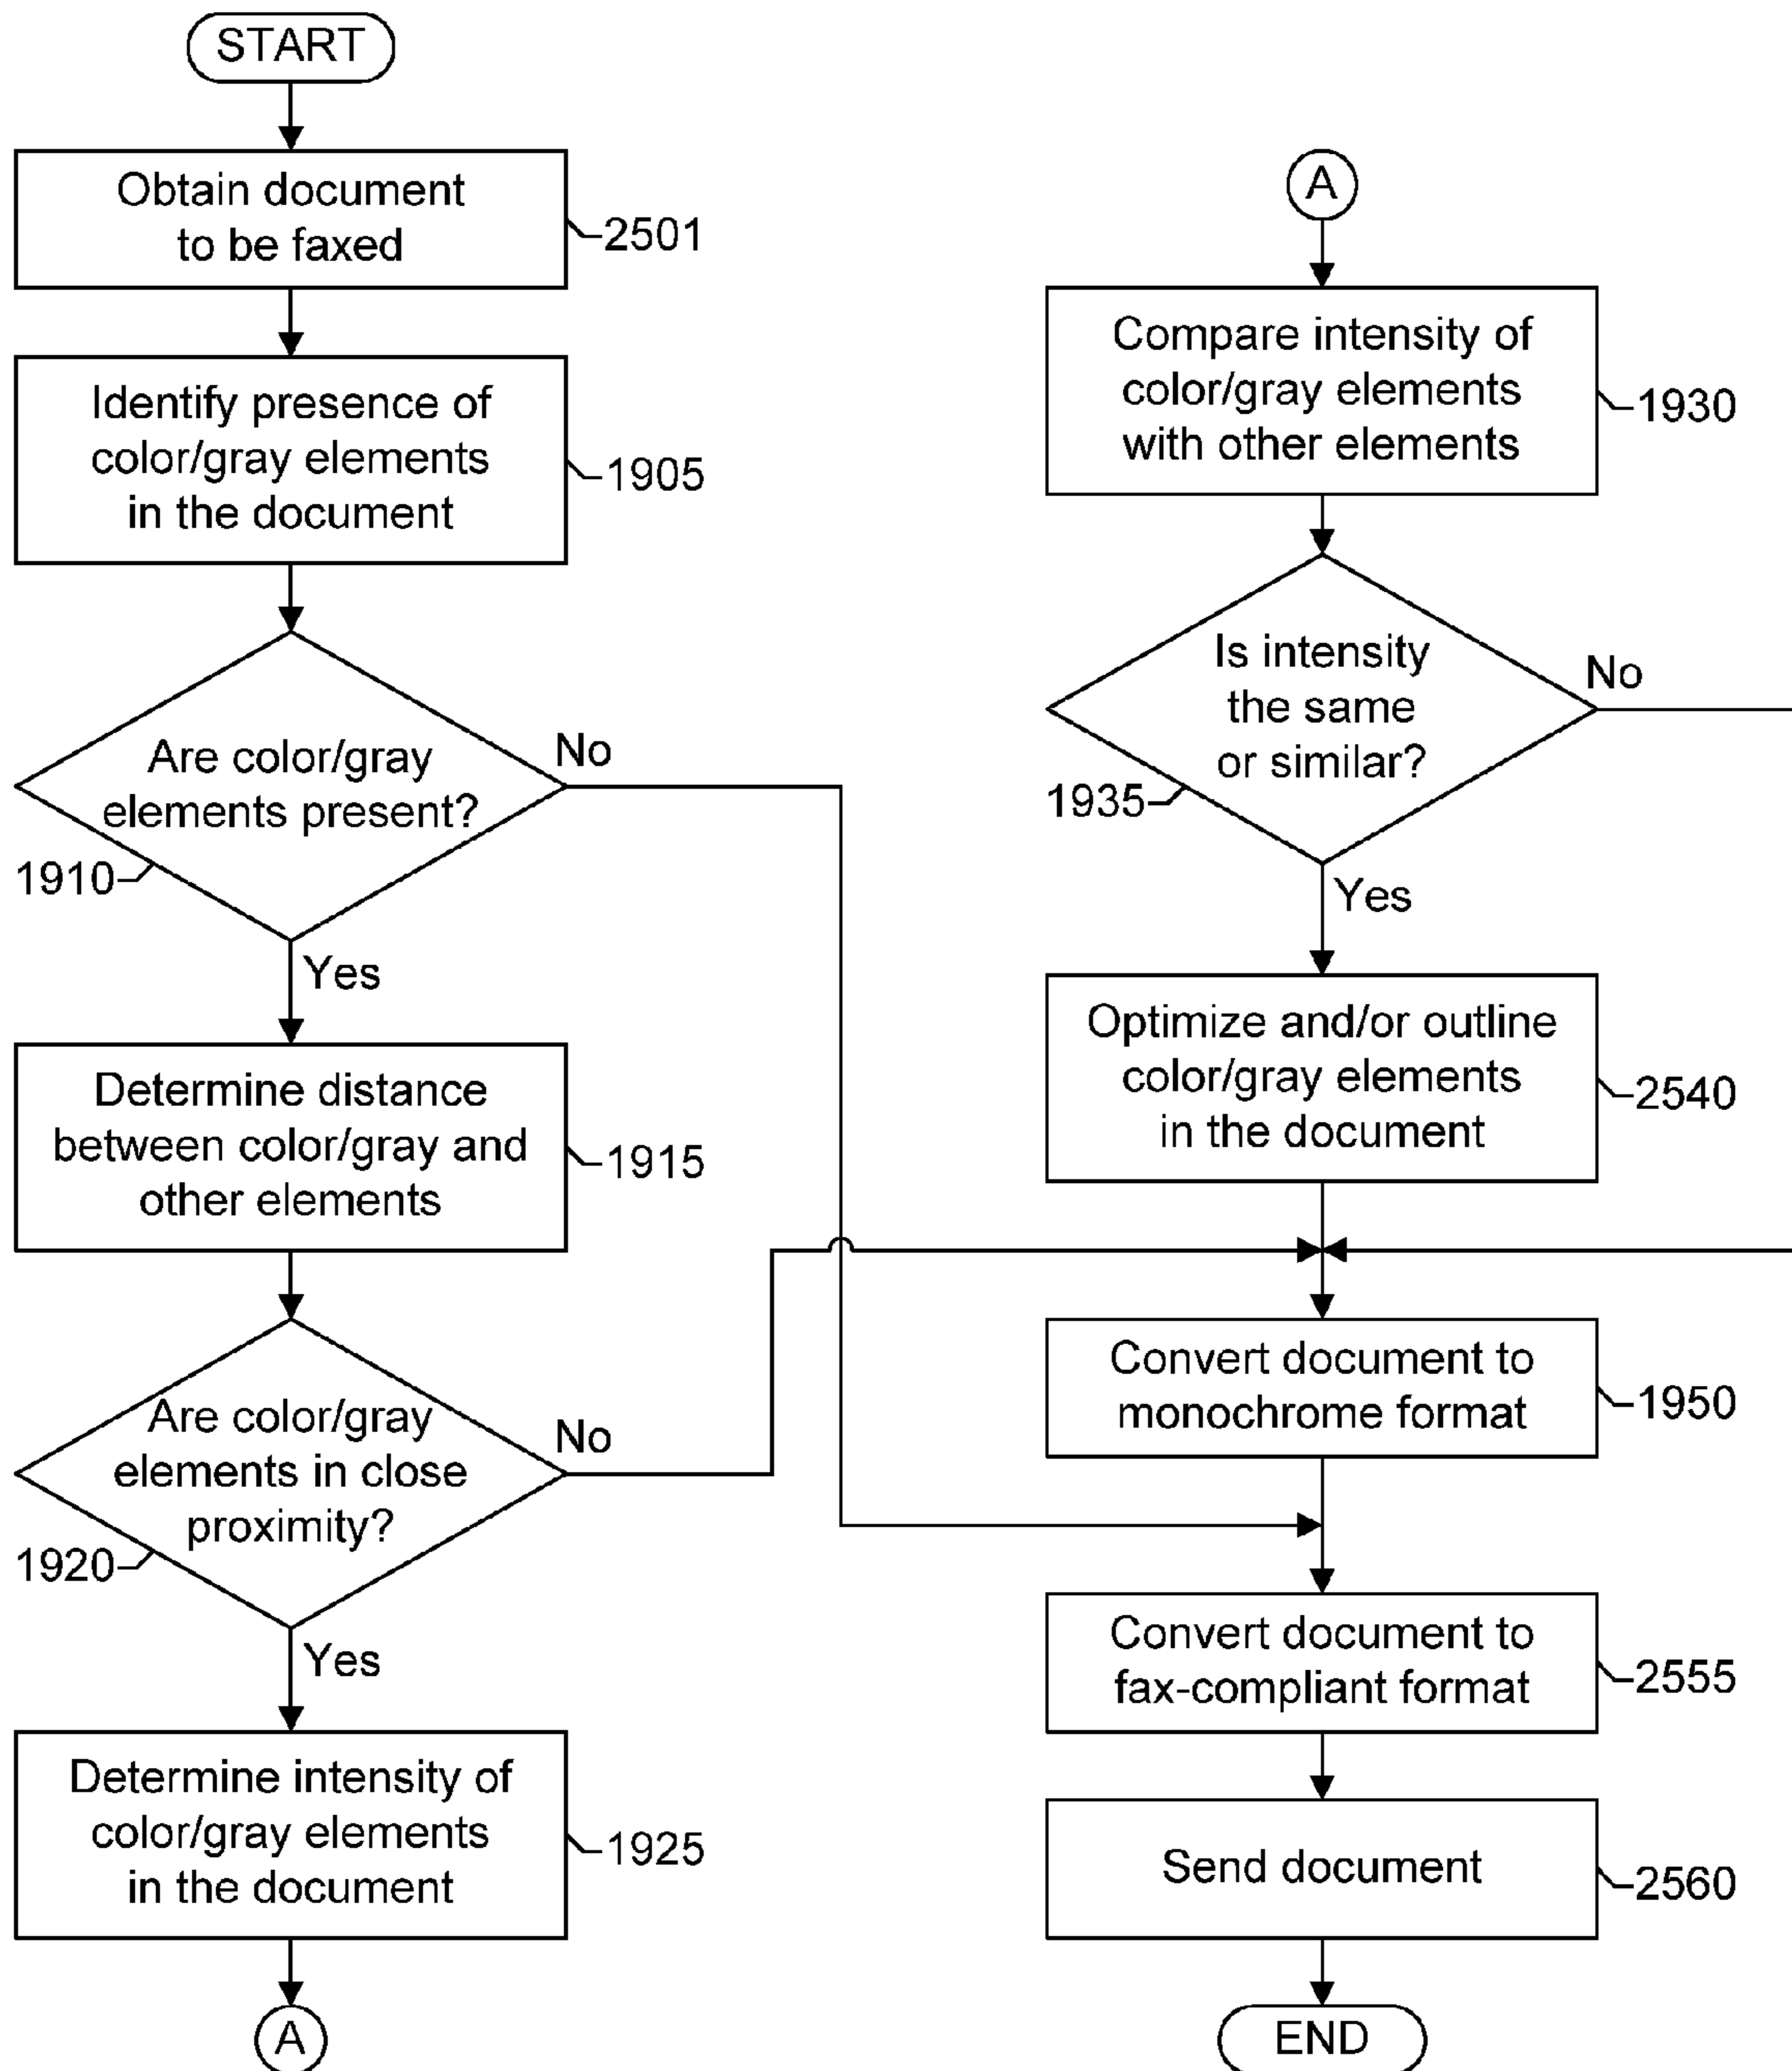 START
Obtain document
to be faxed
2501
Identify presence of
color/gray elements
in the document
1905
Are color/gray
elements present?
No
1910
Yes
Determine distance
between color/gray and
other elements
1915
Are color/gray
elements in close
proximity?
No
1920
Yes
Determine intensity of
color/gray elements
in the document
1925
A
A
Compare intensity of
color/gray elements
with other elements
1930
Is intensity
the same
or similar?
No
1935
Yes
Optimize and/or outline
color/gray elements
in the document
2540
Convert document to
monochrome format
1950
Convert document to
fax-compliant format
2555
Send document
2560
END